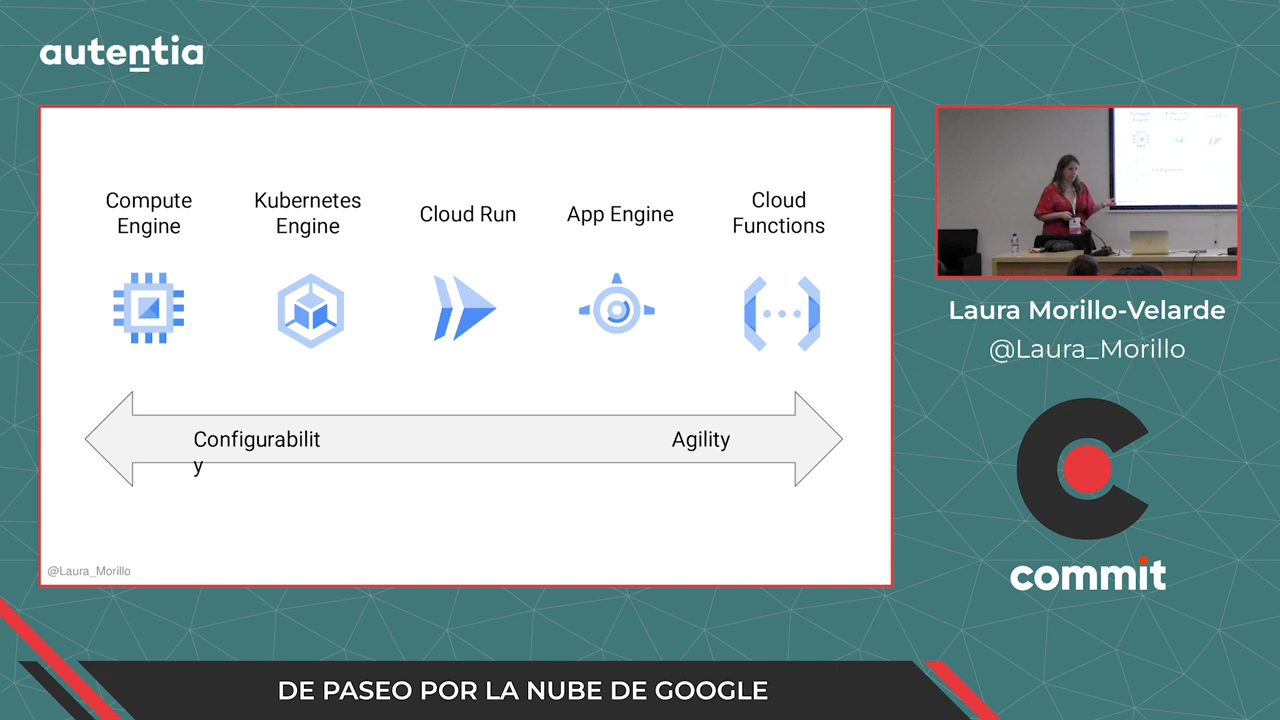 autentia
Compute
Engine
Kubernetes
Engine
Cloud Run
App Engine
Cloud
Functions
Configurabilit
y
Agility
@Laura_Morillo
Laura Morillo-Velarde
@Laura_Morillo
commit
DE PASEO POR LA NUBE DE GOOGLE